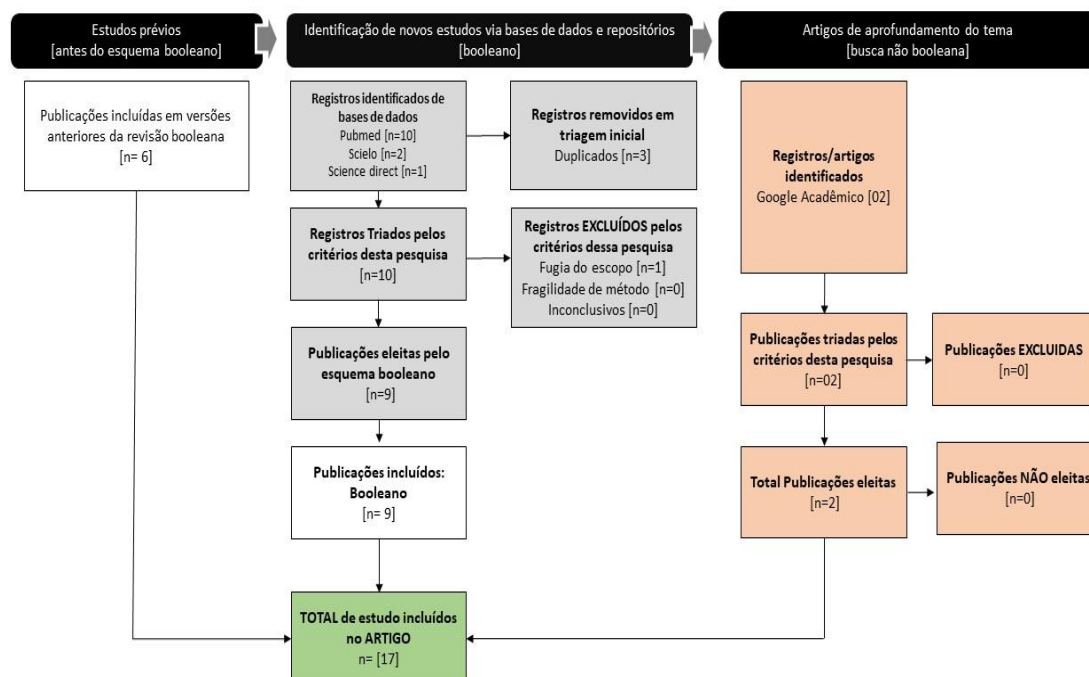 Estudos prévios
[antes do esquema booleano]
Identificação de novos estudos via bases de dados e repositórios
[booleano]
Artigos de aprofundamento do tema
[busca não booleana]
Publicações incluídas em versões
anteriores da revisão booleana
[n= 6]
Registros identificados de
bases de dados
Pubmed [n=10]
Scielo [n=2]
Science direct [n=1]
Registros removidos em
triagem inicial
Duplicados [n=3]
Registros Triados pelos
critérios desta pesquisa
[n=10]
Registros EXCLUÍDOS pelos
critérios dessa pesquisa
Fugia do escopo [n=1]
Fragilidade de método [n=0]
Inconclusivos [n=0]
Publicações eleitas pelo
esquema booleano
[n=9]
Publicações incluídos:
Booleano
[n= 9]
Registros/artigos
identificados
Google Acadêmico [02]
Publicações triadas pelos
critérios desta pesquisa
[n=02]
Publicações EXCLUIDAS
[n=0]
Total Publicações eleitas
[n=2]
Publicações NÃO eleitas
[n=0]
TOTAL de estudo incluídos
no ARTIGO
n= [17]